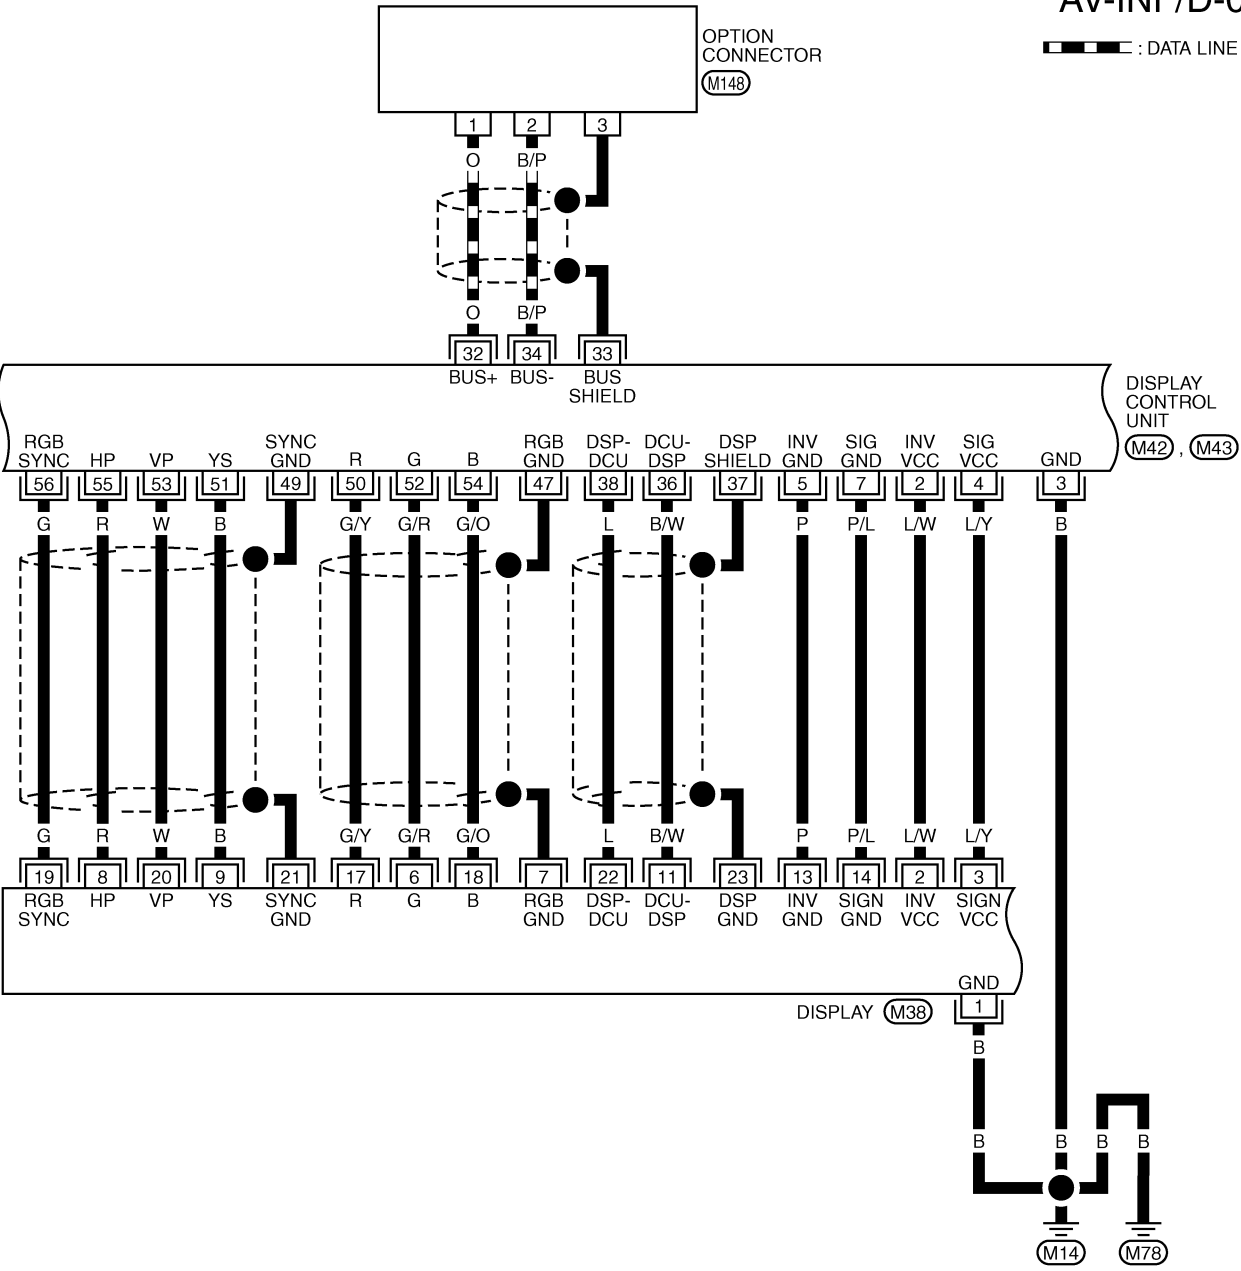 AV-INF/D-0
: DATA LINE
OPTION
CONNECTOR
M148
1 2 3
O B/P
O B/P
32 34 33
BUS+ BUS- BUS
SHIELD
DISPLAY
CONTROL
UNIT
M42 , M43
RGB SYNC RGB DSP- DCU- DSP INV SIG INV SIG
SYNC HP VP YS GND R G B GND DCU DSP SHIELD GND GND VCC VCC GND
56 55 53 51 49 50 52 54 47 38 36 37 5 7 2 4 3
G R W B G/Y G/R G/O L B/W P P/L L/W L/Y B
G R W B G/Y G/R G/O L B/W P P/L L/W L/Y
19 8 20 9 21 17 6 18 7 22 11 23 13 14 2 3
RGB HP VP YS SYNC R G B RGB DSP- DCU- DSP INV SIGN INV SIGN
SYNC GND GND DCU DSP GND GND GND VCC VCC
GND
DISPLAY M38 1
B
B B B B
M14 M78